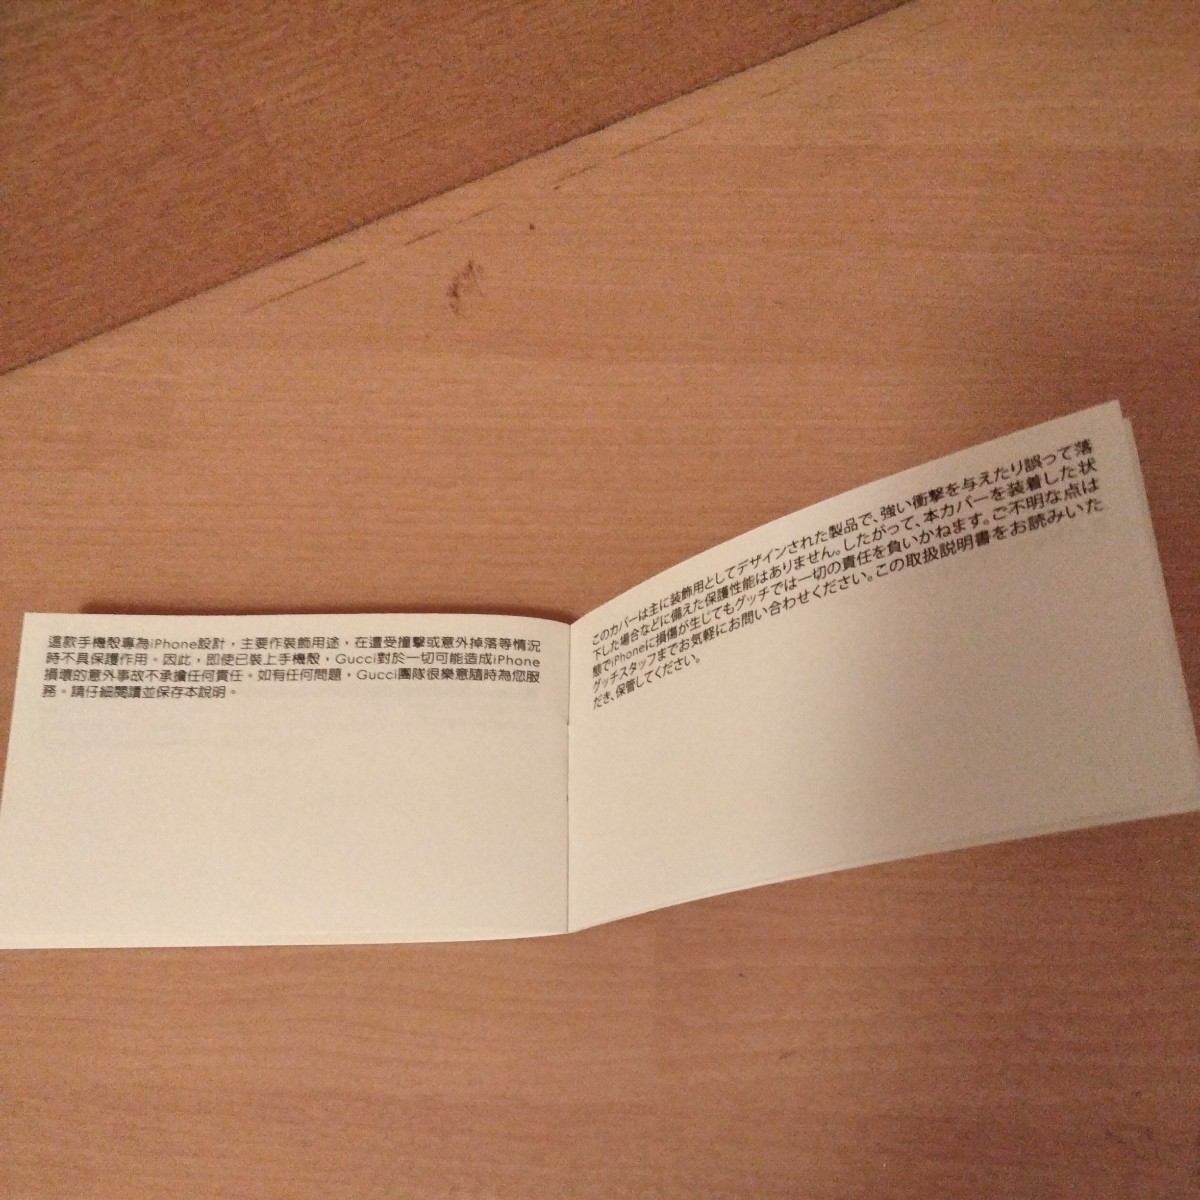 這款手機殼專為iPhone設計，主要作裝飾用途，在遭受撞擊或意外掉落等情況
時不具保護作用。因此，即使已裝上手機殼，Gucci對於一切可能造成iPhone
損壞的意外事故不承擔任何責任。如有任何問題，Gucci團隊很樂意隨時為您服
務。請仔細閱讀並保存本說明。
このカバーは主に装飾用としてデザインされた製品で、強い衝撃を与えたり誤って落
下した場合などに備えた保護性能はありません。したがって、本カバーを装着した状
態でiPhoneに損傷が生じてもグッチでは一切の責任を負いかねます。ご不明な点は
グッチスタッフまでお気軽にお問い合わせください。この取扱説明書をお読みいた
だき、保管してください。